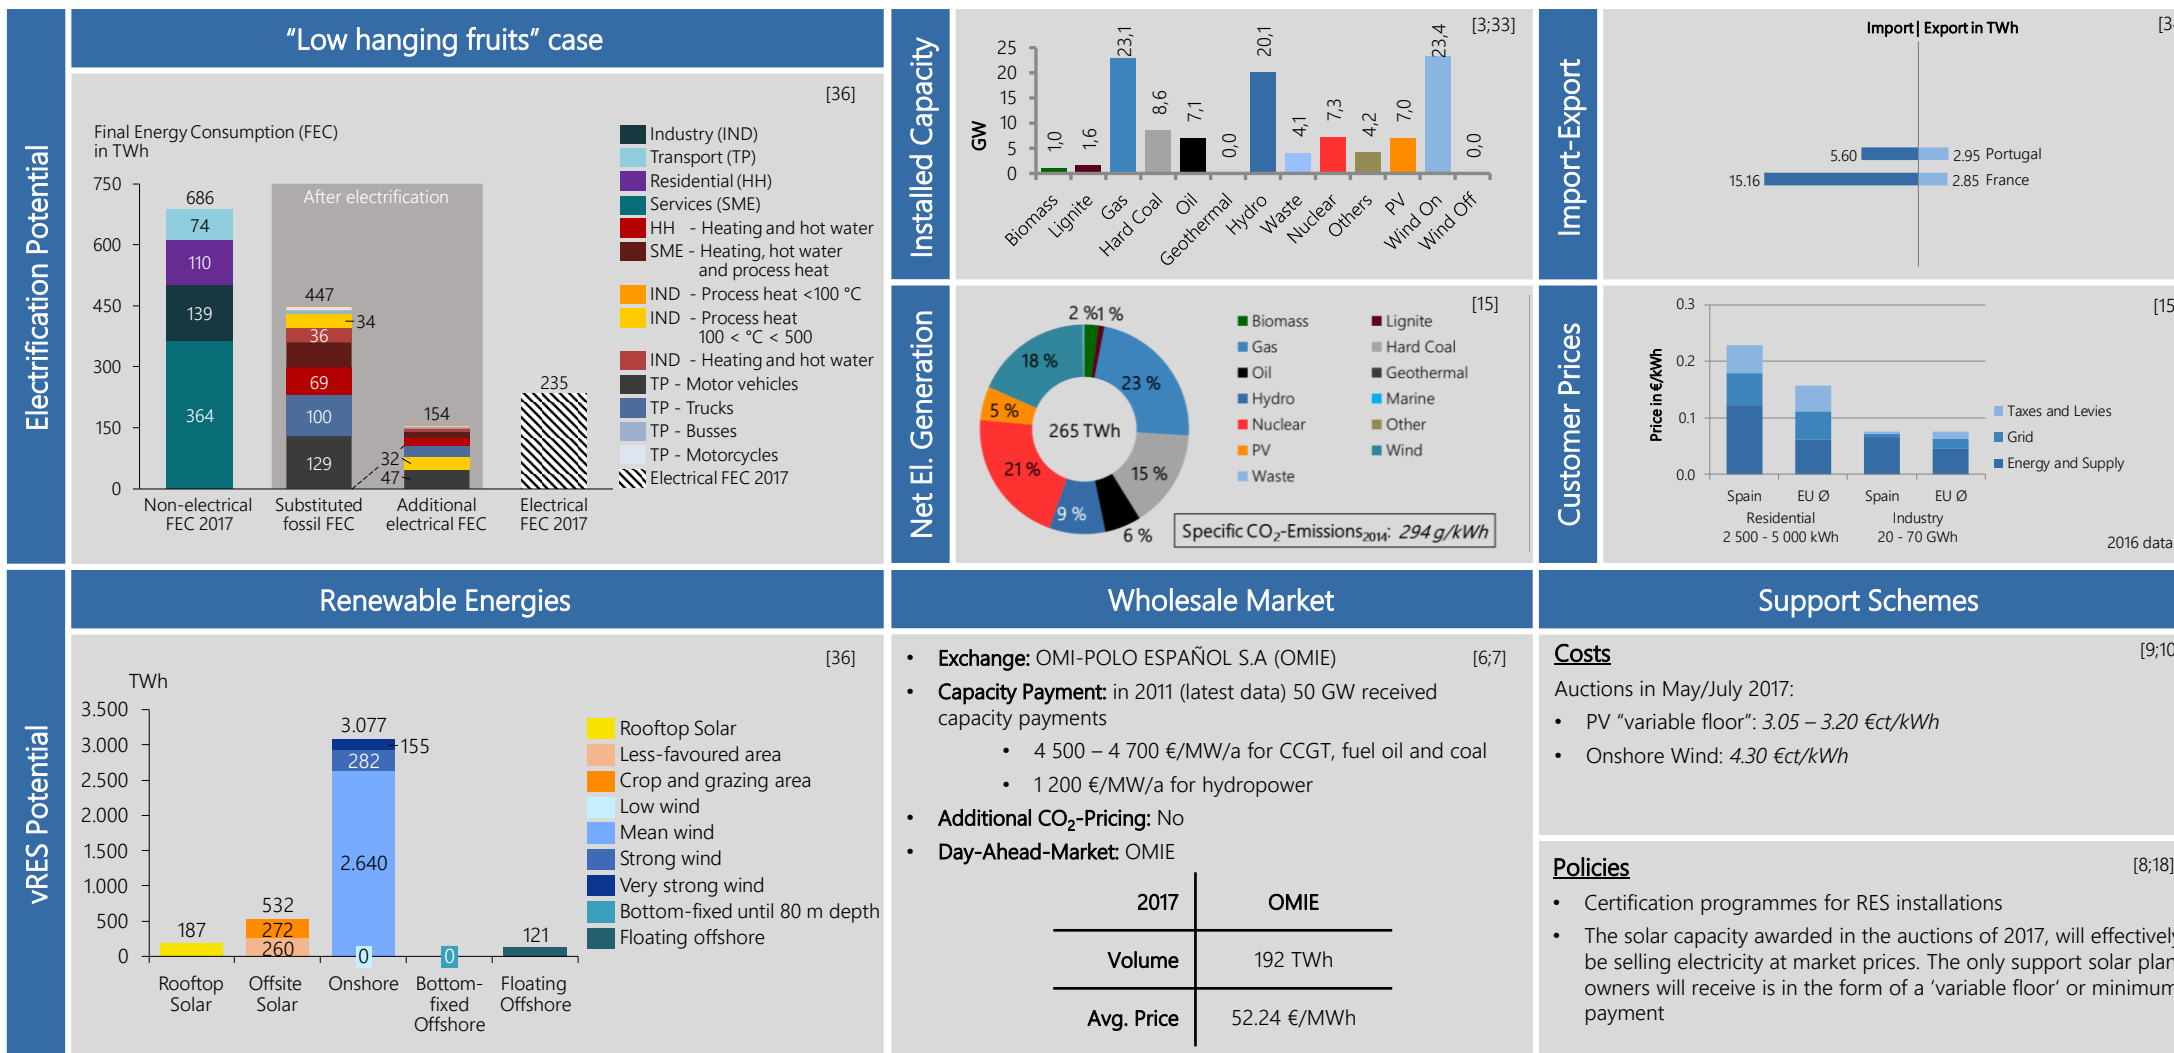 Electrification Potential
"Low hanging fruits" case
[36]
Final Energy Consumption (FEC)
in TWh
750
600
450
300
150
0
686
74
110
139
364
After electrification
447
34
36
69
100
129
154
32
47
235
Non-electrical
FEC 2017
Substituted
fossil FEC
Additional
electrical FEC
Electrical
FEC 2017
Industry (IND)
Transport (TP)
Residential (HH)
Services (SME)
HH - Heating and hot water
SME - Heating, hot water
and process heat
IND - Process heat <100 °C
IND - Process heat
100 < °C < 500
IND - Heating and hot water
TP - Motor vehicles
TP - Trucks
TP - Busses
TP - Motorcycles
Electrical FEC 2017
Installed Capacity
[3;33]
GW
25
20
15
10
5
0
1,0
1,6
23,1
8,6
7,1
0,0
20,1
4,1
7,3
4,2
7,0
23,4
0,0
Biomass
Lignite
Gas
Hard Coal
Oil
Geothermal
Hydro
Waste
Nuclear
Others
PV
Wind On
Wind Off
Import-Export
Import | Export in TWh
5.60 2.95 Portugal
15.16 2.85 France
Net El. Generation
[15]
2 %
1 %
23 %
15 %
6 %
9 %
21 %
5 %
18 %
265 TWh
Biomass
Lignite
Gas
Hard Coal
Oil
Geothermal
Hydro
Marine
Nuclear
Other
PV
Wind
Waste
Specific CO₂-Emissions₂₀₁₄: 294 g/kWh
Customer Prices
[15
Price in €/kWh
0.3
0.2
0.1
0.0
Spain
EU Ø
Spain
EU Ø
Residential
2 500 - 5 000 kWh
Industry
20 - 70 GWh
Taxes and Levies
Grid
Energy and Supply
2016 data
vRES Potential
Renewable Energies
[36]
TWh
3.500
3.000
2.500
2.000
1.500
1.000
500
0
187
532
272
260
3.077
155
282
2.640
0
0
121
Rooftop
Solar
Offsite
Solar
Onshore
Bottom-
fixed
Offshore
Floating
Offshore
Rooftop Solar
Less-favoured area
Crop and grazing area
Low wind
Mean wind
Strong wind
Very strong wind
Bottom-fixed until 80 m depth
Floating offshore
Wholesale Market
[6;7]
• Exchange: OMI-POLO ESPAÑOL S.A (OMIE)
• Capacity Payment: in 2011 (latest data) 50 GW received
capacity payments
• 4 500 – 4 700 €/MW/a for CCGT, fuel oil and coal
• 1 200 €/MW/a for hydropower
• Additional CO₂-Pricing: No
• Day-Ahead-Market: OMIE
2017 OMIE
Volume 192 TWh
Avg. Price 52.24 €/MWh
Support Schemes
Costs
[9;10
Auctions in May/July 2017:
• PV "variable floor": 3.05 – 3.20 €ct/kWh
• Onshore Wind: 4.30 €ct/kWh
Policies
[8;18]
• Certification programmes for RES installations
• The solar capacity awarded in the auctions of 2017, will effectively
be selling electricity at market prices. The only support solar plan
owners will receive is in the form of a 'variable floor' or minimum
payment